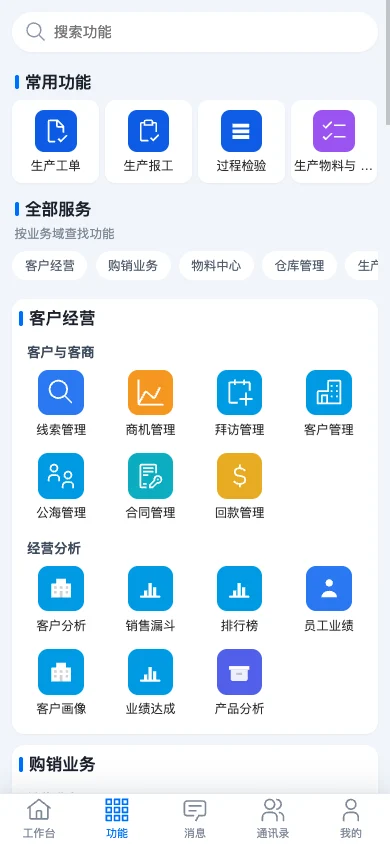 搜索功能
常用功能
生产工单 生产报工 过程检验 生产物料与 ...
全部服务
按业务域查找功能
客户经营 购销业务 物料中心 仓库管理 生产
客户经营
客户与客商
线索管理 商机管理 拜访管理 客户管理
公海管理 合同管理 回款管理
经营分析
客户分析 销售漏斗 排行榜 员工业绩
客户画像 业绩达成 产品分析
购销业务
工作台 功能 消息 通讯录 我的